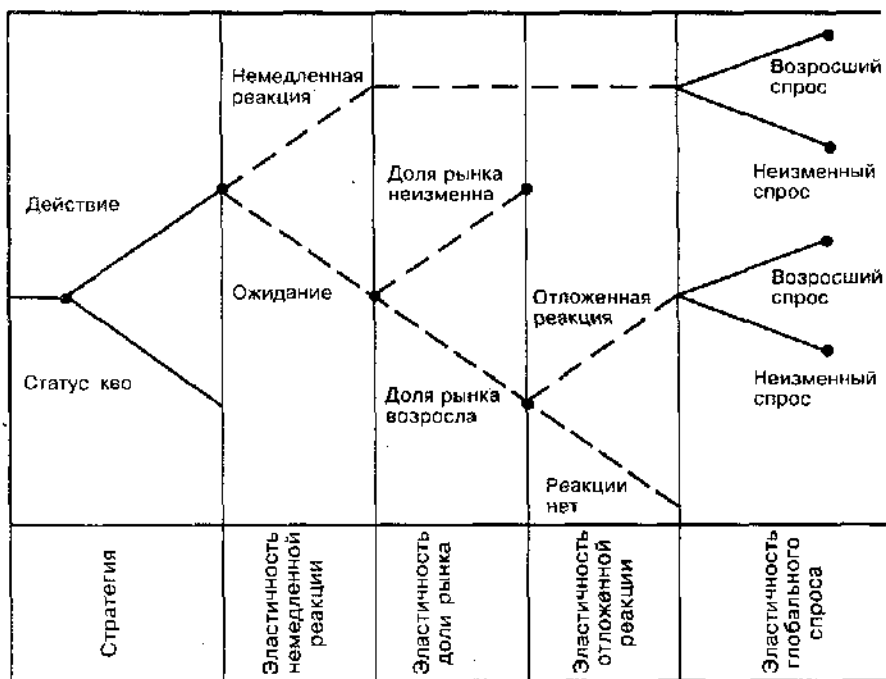 Немедленная
реакция
Возросший
спрос
Доля рынка
неизменна
Неизменный
спрос
Действие
Ожидание
Отложенная
реакция
Возросший
спрос
Статус кво
Доля рынка
возросла
Неизменный
спрос
Реакции
нет
Стратегия
Эластичность
немедленной
реакции
Эластичность
доли рынка
Эластичность
отложенной
реакции
Эластичность
глобального
спроса